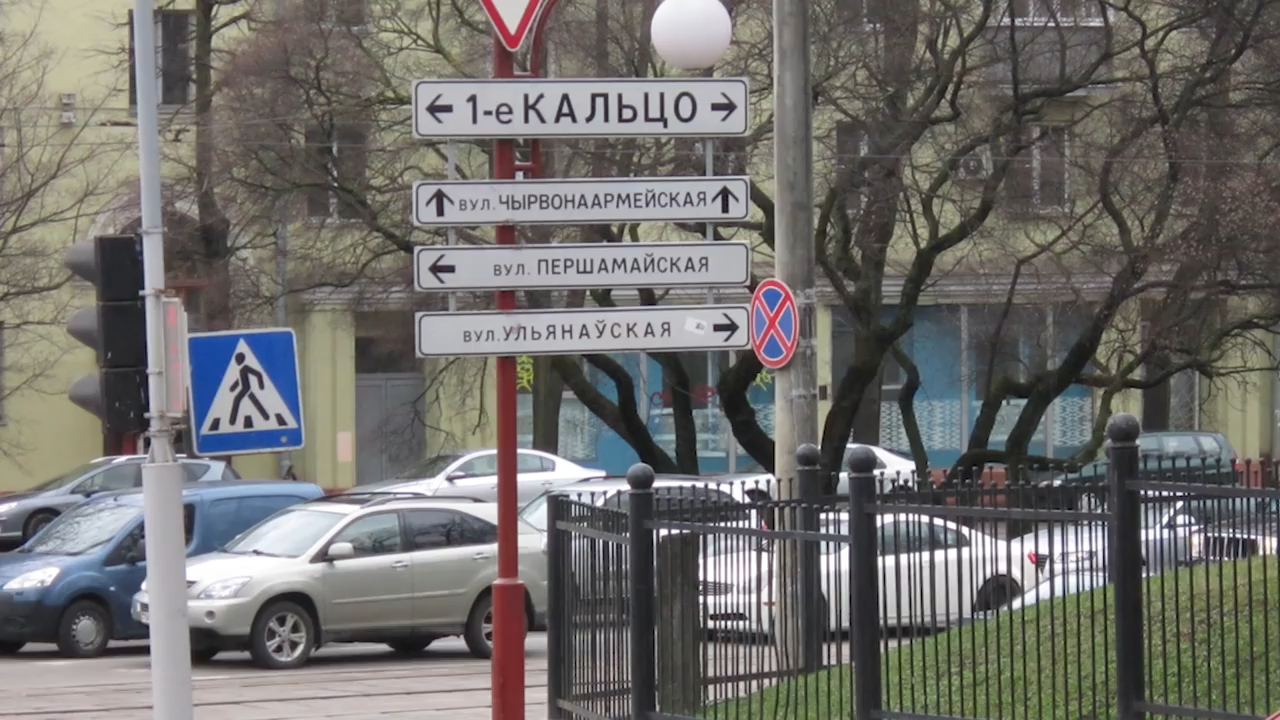 1-е КАЛЬЦО
ВУЛ. ЧЫРВОНААРМЕЙСКАЯ
ВУЛ. ПЕРШАМАЙСКАЯ
ВУЛ. УЛЬЯНАЎСКАЯ